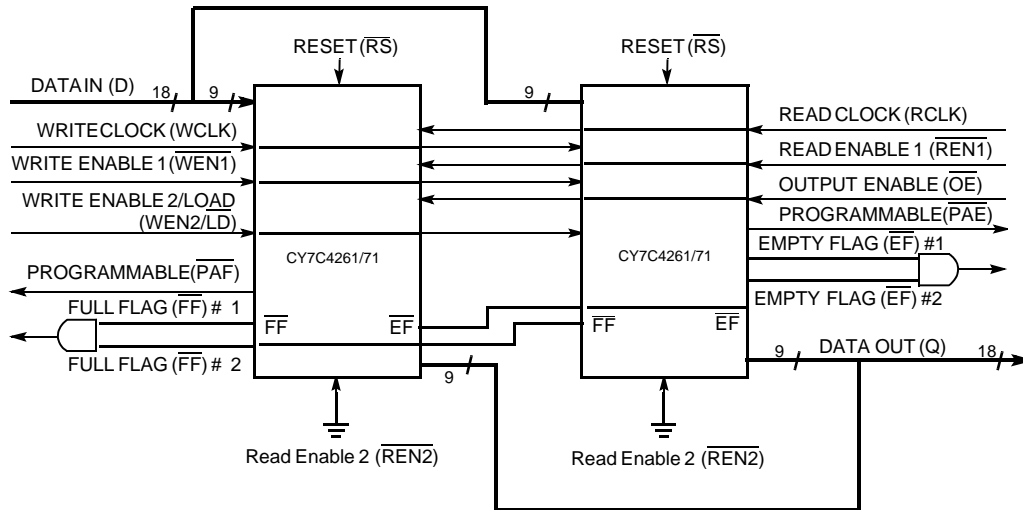 RESET (RS)
RESET (RS)
DATA IN (D)
18
9
9
WRITE CLOCK (WCLK)
READ CLOCK (RCLK)
WRITE ENABLE 1 (WEN1)
READ ENABLE 1 (REN1)
WRITE ENABLE 2/LOAD
(WEN2/LD)
OUTPUT ENABLE (OE)
PROGRAMMABLE(PAE)
CY7C4261/71
CY7C4261/71
EMPTY FLAG (EF) #1
PROGRAMMABLE(PAF)
FULL FLAG (FF) # 1
EMPTY FLAG (EF) #2
FF
EF
FF
EF
FULL FLAG (FF) # 2
9
9
DATA OUT (Q)
18
Read Enable 2 (REN2)
Read Enable 2 (REN2)